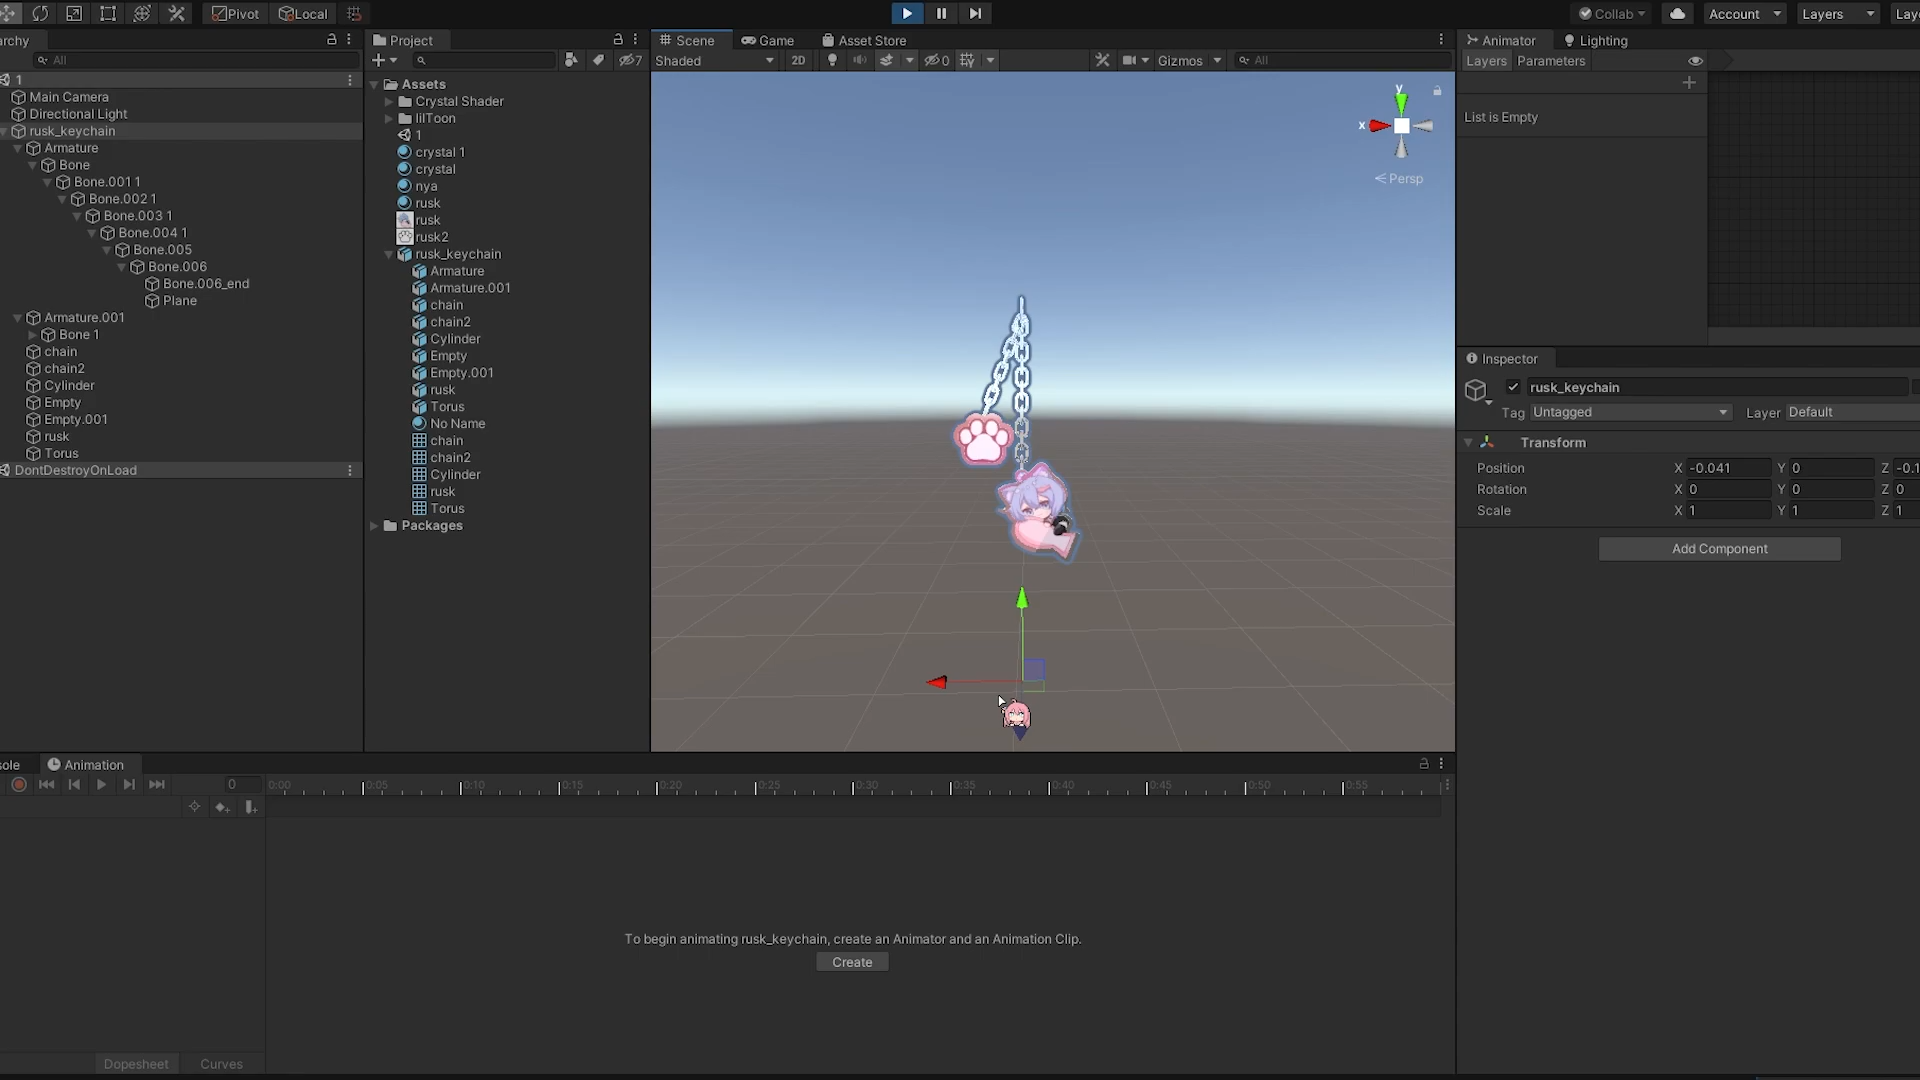 Pivot Local Collab Account Layers Lay
archy
All
1
Main Camera
Directional Light
rusk_keychain
Armature
Bone
Bone.001 1
Bone.002 1
Bone.003 1
Bone.004 1
Bone.005
Bone.006
Bone.006_end
Plane
Armature.001
Bone 1
chain
chain2
Cylinder
Empty
Empty.001
rusk
Torus
DontDestroyOnLoad
Project
7
Assets
Crystal Shader
lilToon
1
crystal 1
crystal
nya
rusk
rusk
rusk2
rusk_keychain
Armature
Armature.001
chain
chain2
Cylinder
Empty
Empty.001
rusk
Torus
No Name
chain
chain2
Cylinder
rusk
Torus
Packages
Scene Game Asset Store
Shaded 2D 0 Gizmos All
y
x
Persp
Animator Lighting
Layers Parameters
List is Empty
Inspector
rusk_keychain
Tag Untagged Layer Default
Transform
Position X -0.041 Y 0 Z -0.1
Rotation X 0 Y 0 Z 0
Scale X 1 Y 1 Z 1
Add Component
sole Animation
0 0:00 0:05 0:10 0:15 0:20 0:25 0:30 0:35 0:40 0:45 0:50 0:55
To begin animating rusk_keychain, create an Animator and an Animation Clip.
Create
Dopesheet Curves